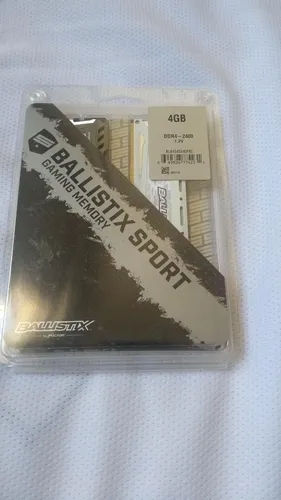 4GB
DDR4-2400
1.2V
BALLISTIX SPORT
GAMING MEMORY
BALLISTIX